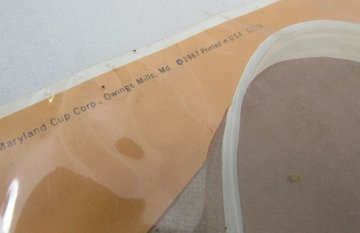 Maryland Cup Corp., Owings Mills, Md. ©1967 Printed in U.S.A.